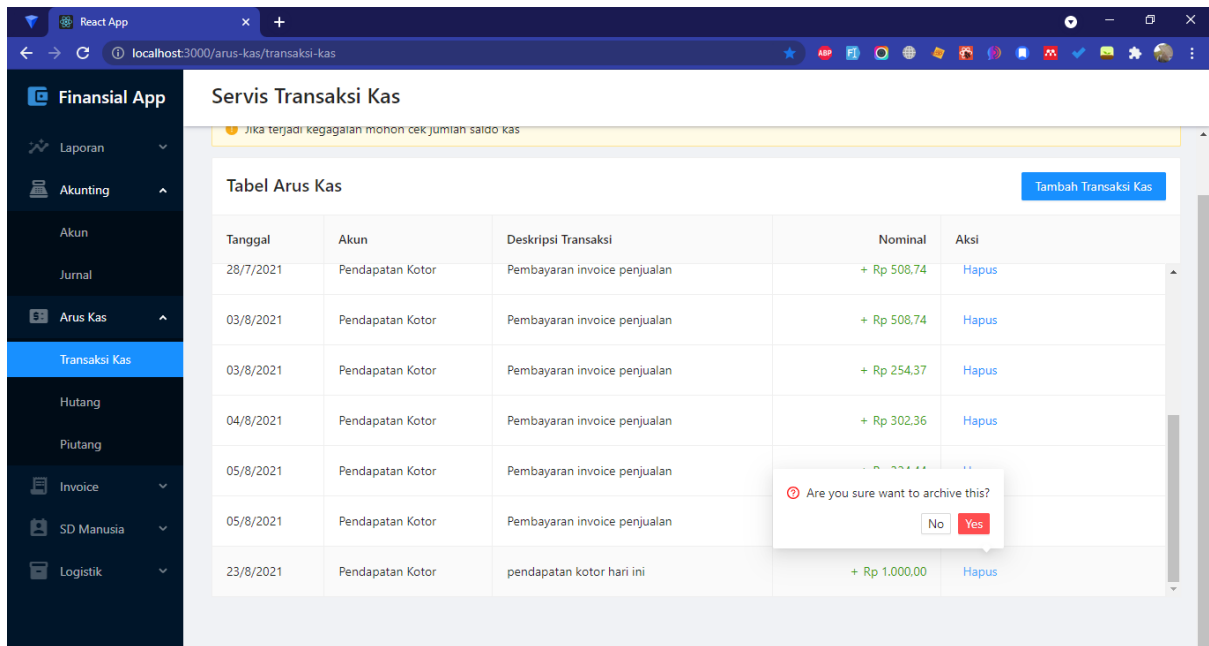 React App
localhost:3000/arus-kas/transaksi-kas
ABP
Finansial App
Servis Transaksi Kas
Jika terjadi kegagalan mohon cek jumlah saldo kas
Laporan
Akunting
Akun
Jurnal
Arus Kas
Transaksi Kas
Hutang
Piutang
Invoice
SD Manusia
Logistik
Tabel Arus Kas
Tambah Transaksi Kas
Tanggal Akun Deskripsi Transaksi Nominal Aksi
28/7/2021 Pendapatan Kotor Pembayaran invoice penjualan + Rp 508,74 Hapus
03/8/2021 Pendapatan Kotor Pembayaran invoice penjualan + Rp 508,74 Hapus
03/8/2021 Pendapatan Kotor Pembayaran invoice penjualan + Rp 254,37 Hapus
04/8/2021 Pendapatan Kotor Pembayaran invoice penjualan + Rp 302,36 Hapus
05/8/2021 Pendapatan Kotor Pembayaran invoice penjualan
05/8/2021 Pendapatan Kotor Pembayaran invoice penjualan
Are you sure want to archive this?
No Yes
23/8/2021 Pendapatan Kotor pendapatan kotor hari ini + Rp 1.000,00 Hapus